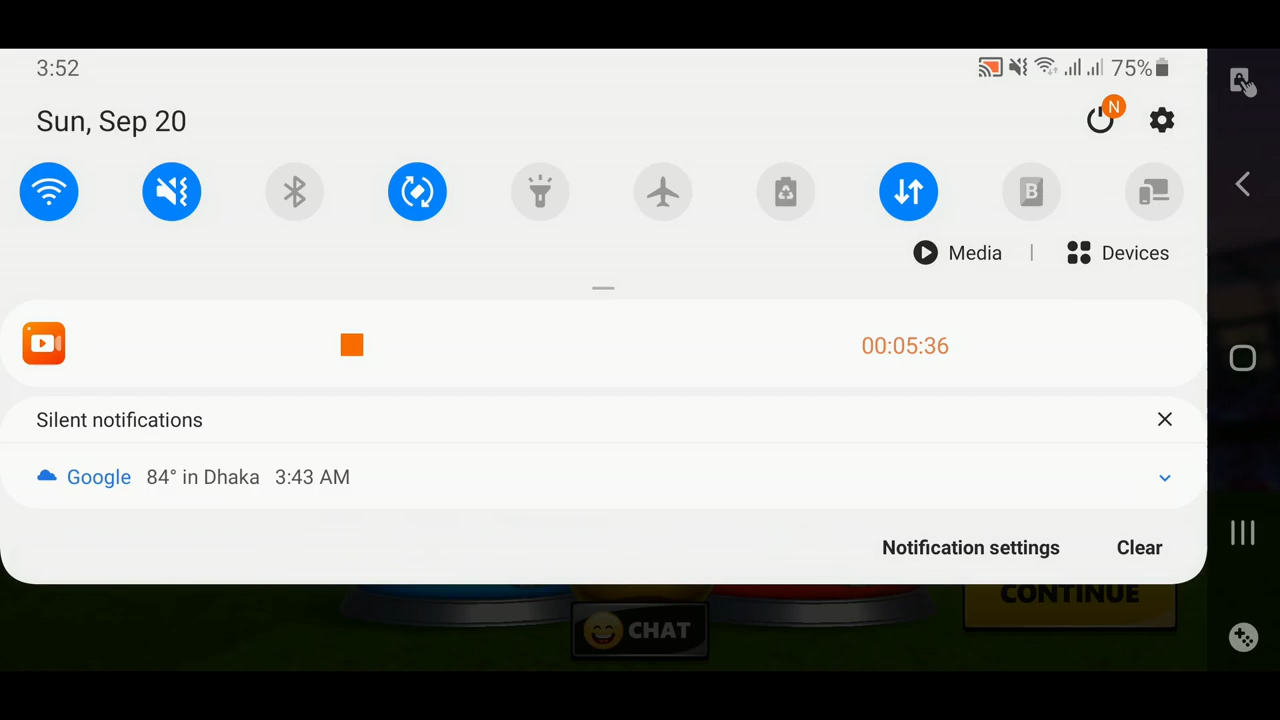 3:52
75%
Sun, Sep 20
N
B
Media | Devices
00:05:36
Silent notifications
Google 84° in Dhaka 3:43 AM
Notification settings Clear
CONTINUE
CHAT